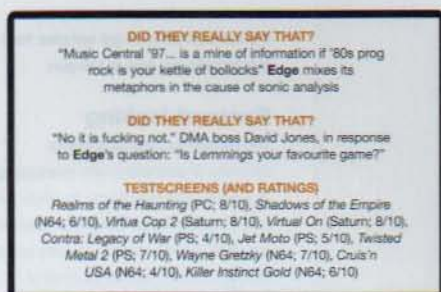 DID THEY REALLY SAY THAT?
“Music Central '97... is a mine of information if '80s prog
rock is your kettle of bollocks” Edge mixes its
metaphors in the cause of sonic analysis
DID THEY REALLY SAY THAT?
“No it is fucking not.” DMA boss David Jones, in response
to Edge's question: “Is Lemmings your favourite game?”
TESTSCREENS (AND RATINGS)
Realms of the Haunting (PC; 8/10), Shadows of the Empire
(N64; 6/10), Virtua Cop 2 (Saturn; 8/10), Virtual On (Saturn; 8/10),
Contra: Legacy of War (PS; 4/10), Jet Moto (PS; 5/10), Twisted
Metal 2 (PS; 7/10), Wayne Gretzky (N64; 7/10), Cruis'n
USA (N64; 4/10), Killer Instinct Gold (N64; 6/10)